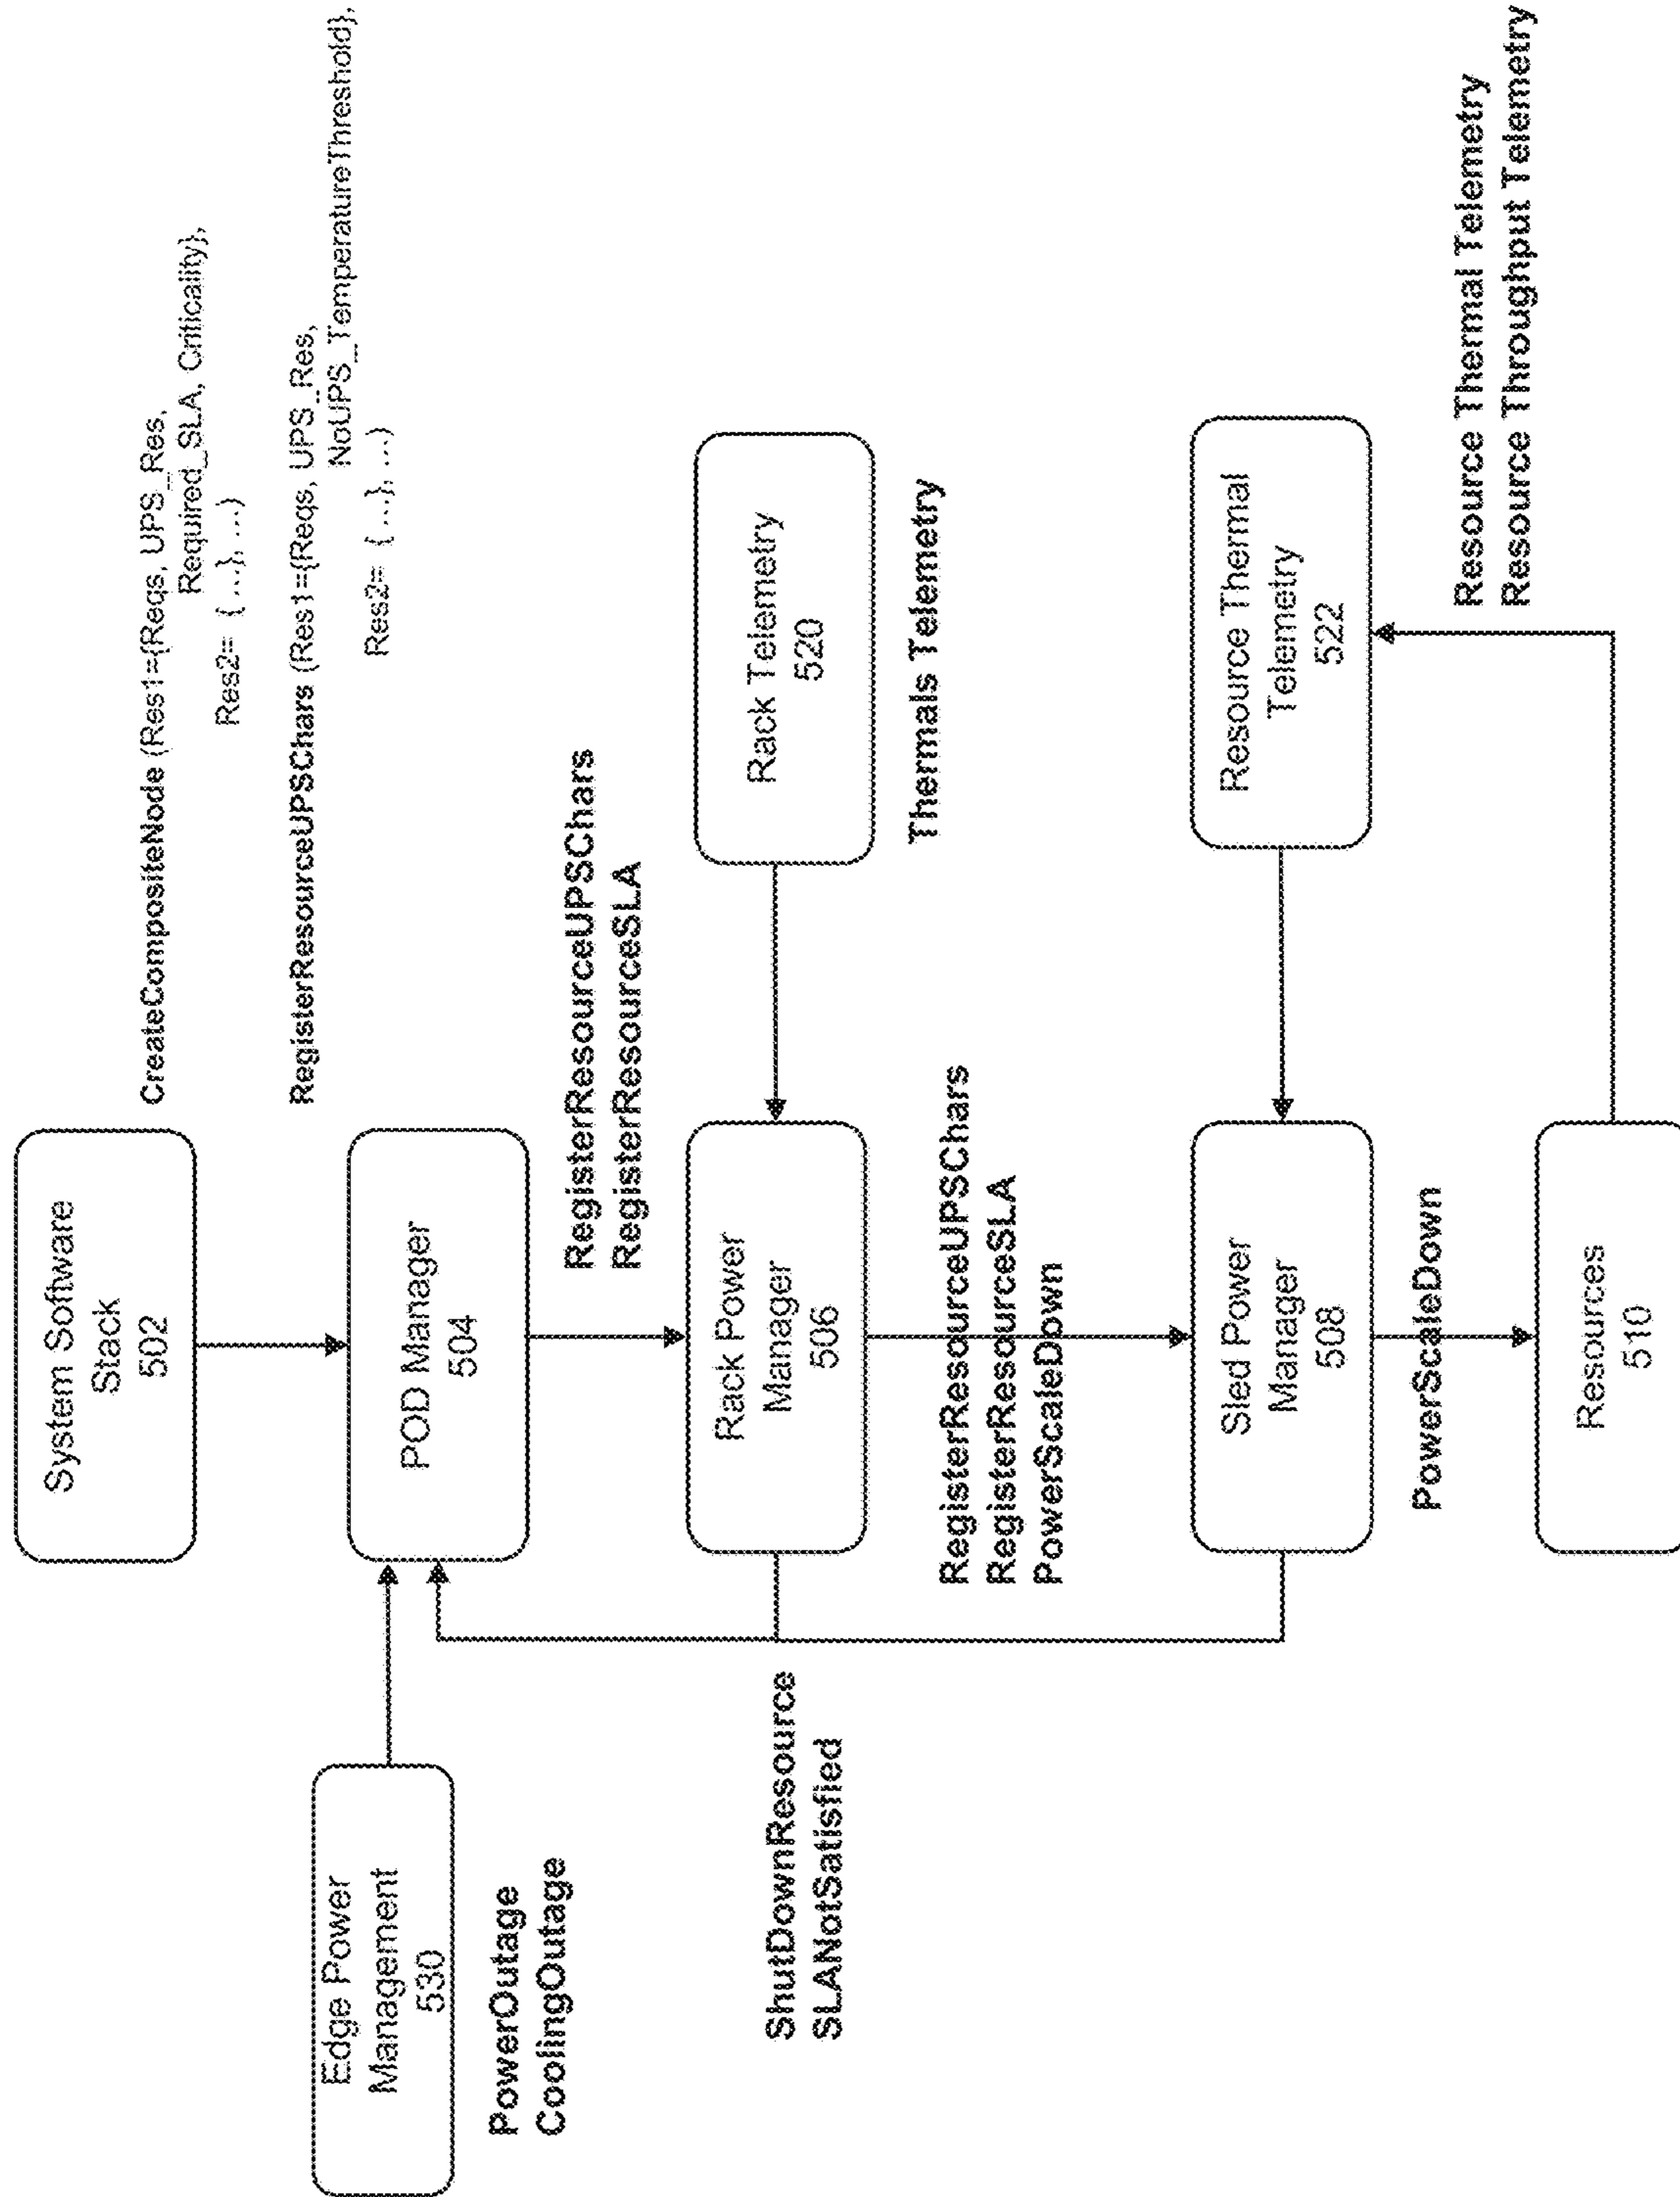 System Software
Stack
502
CreateCompositeNode (Res1={Reqs, UPS_Res,
Required_SLA, Criticality},
Res2= {...}, ...)
RegisterResourceUPSChars (Res1={Reqs, UPS_Res,
NoUPS_TemperatureThreshold},
Res2= {...}, ...)
Edge Power
Management
530
PowerOutage
CoolingOutage
POD Manager
504
RegisterResourceUPSChars
RegisterResourceSLA
Rack Power
Manager
506
Rack Telemetry
520
Thermals Telemetry
ShutDownResource
SLANotSatisfied
RegisterResourceUPSChars
RegisterResourceSLA
PowerScaleDown
Sled Power
Manager
508
Resource Thermal
Telemetry
522
PowerScaleDown
Resource Thermal Telemetry
Resource Throughput Telemetry
Resources
510